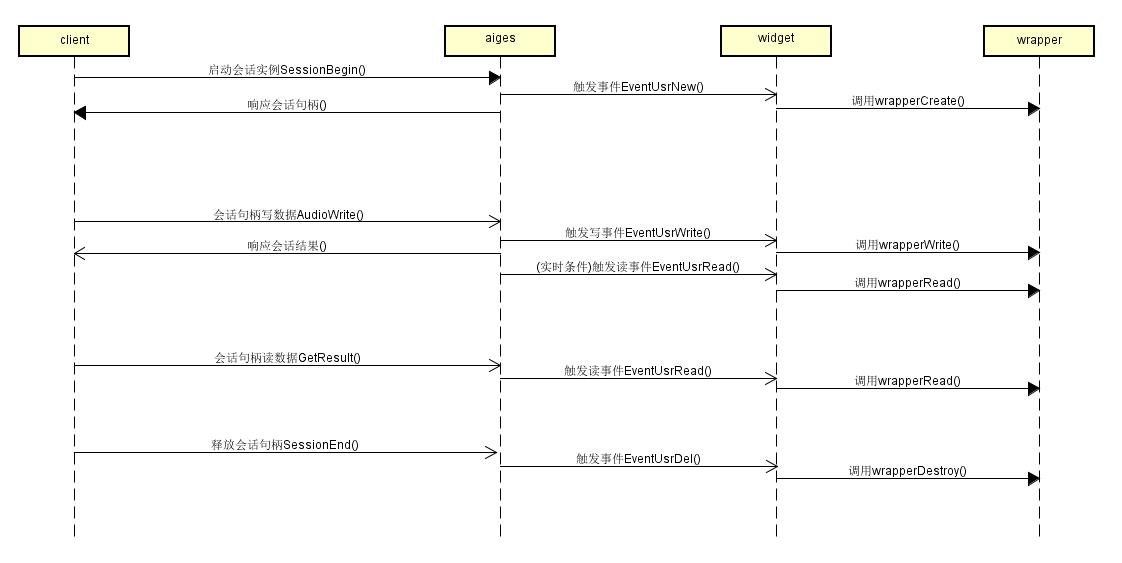 client
aiges
widget
wrapper
启动会话实例SessionBegin()
触发事件EventUsrNew()
调用wrapperCreate()
响应会话句柄()
会话句柄写数据AudioWrite()
触发写事件EventUsrWrite()
调用wrapperWrite()
响应会话结果()
(实时条件)触发读事件EventUsrRead()
调用wrapperRead()
会话句柄读数据GetResult()
触发读事件EventUsrRead()
调用wrapperRead()
释放会话句柄SessionEnd()
触发事件EventUsrDel()
调用wrapperDestroy()